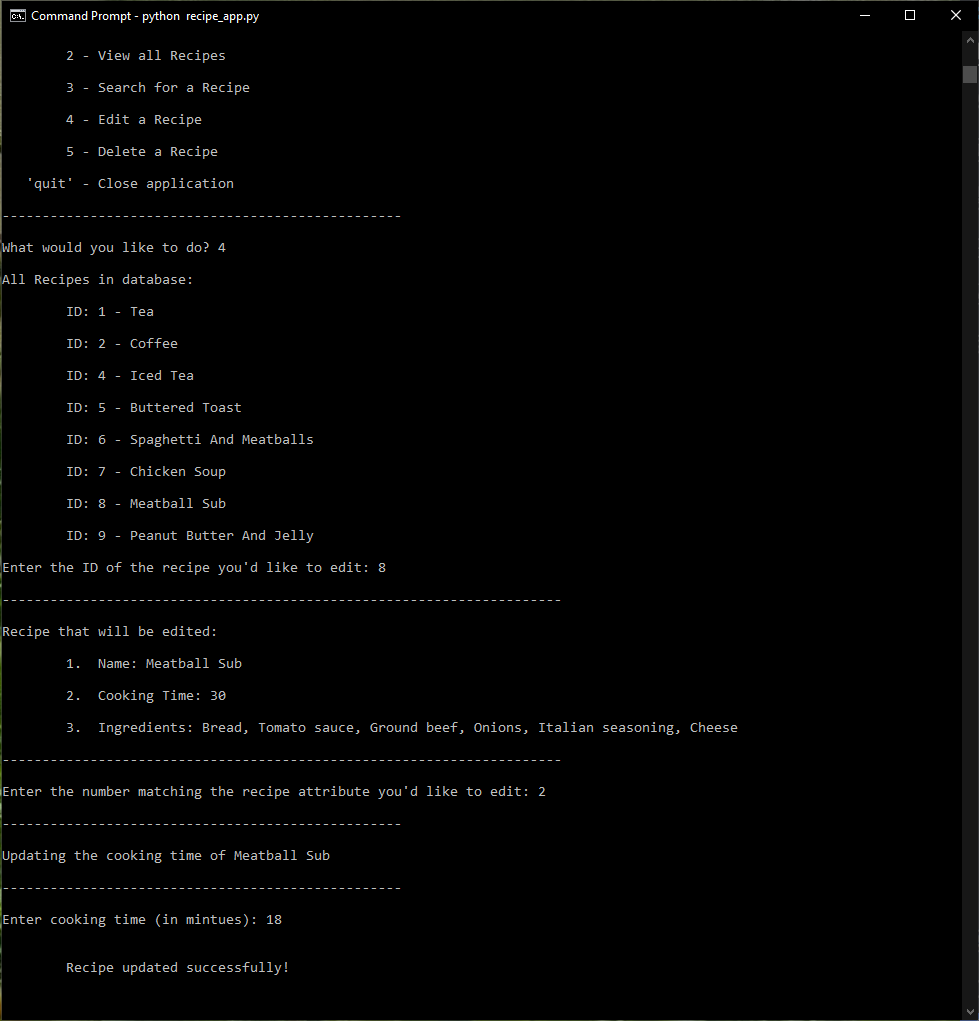 Command Prompt - python  recipe_app.py
2 - View all Recipes
3 - Search for a Recipe
4 - Edit a Recipe
5 - Delete a Recipe
'quit' - Close application
--------------------------------------------------
What would you like to do? 4
All Recipes in database:
ID: 1 - Tea
ID: 2 - Coffee
ID: 4 - Iced Tea
ID: 5 - Buttered Toast
ID: 6 - Spaghetti And Meatballs
ID: 7 - Chicken Soup
ID: 8 - Meatball Sub
ID: 9 - Peanut Butter And Jelly
Enter the ID of the recipe you'd like to edit: 8
----------------------------------------------------------------------
Recipe that will be edited:
1.  Name: Meatball Sub
2.  Cooking Time: 30
3.  Ingredients: Bread, Tomato sauce, Ground beef, Onions, Italian seasoning, Cheese
----------------------------------------------------------------------
Enter the number matching the recipe attribute you'd like to edit: 2
--------------------------------------------------
Updating the cooking time of Meatball Sub
--------------------------------------------------
Enter cooking time (in mintues): 18
Recipe updated successfully!